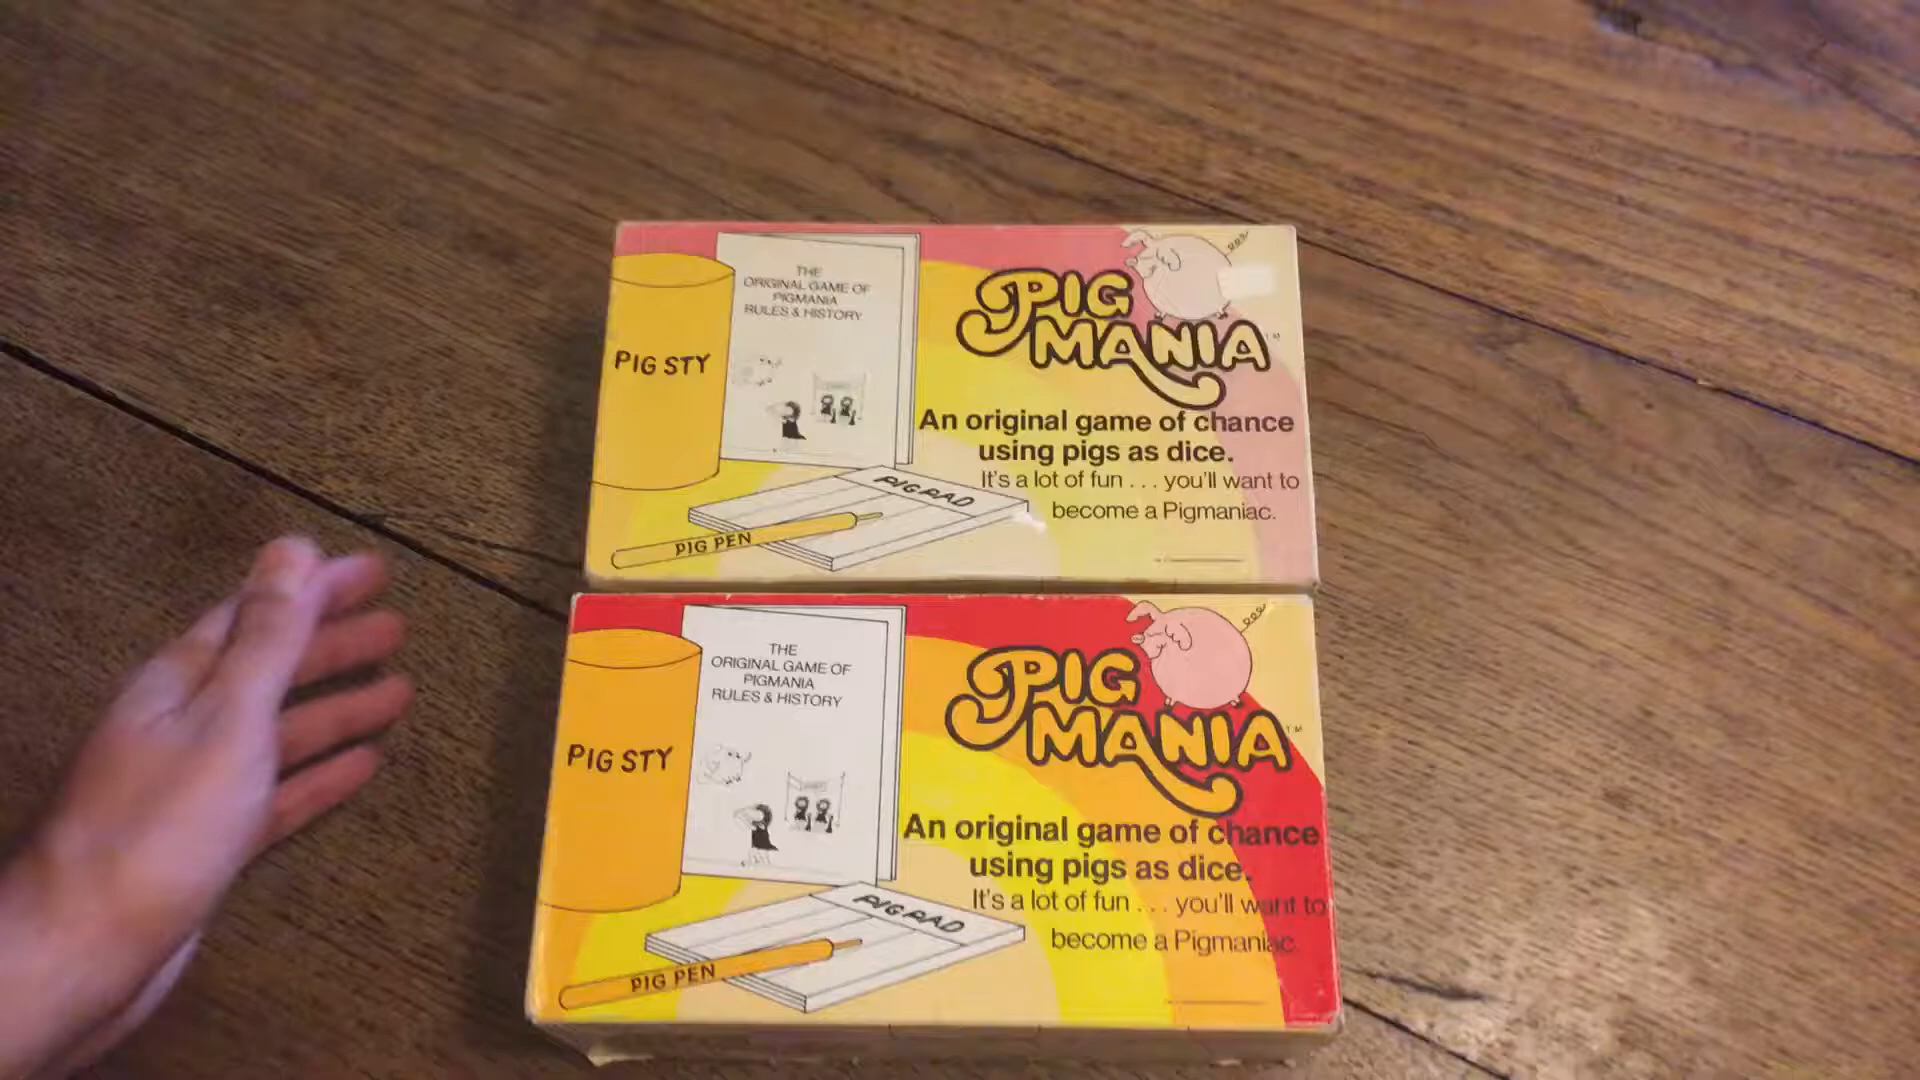 PIG STY
THE
ORIGINAL GAME OF
PIGMANIA
RULES & HISTORY
PIG
MANIA™
An original game of chance
using pigs as dice.
It's a lot of fun . . . you'll want to
become a Pigmaniac.
PIG PAD
PIG PEN
PIG STY
THE
ORIGINAL GAME OF
PIGMANIA
RULES & HISTORY
PIG
MANIA™
An original game of chance
using pigs as dice.
It's a lot of fun . . . you'll want to
become a Pigmaniac.
PIG PAD
PIG PEN